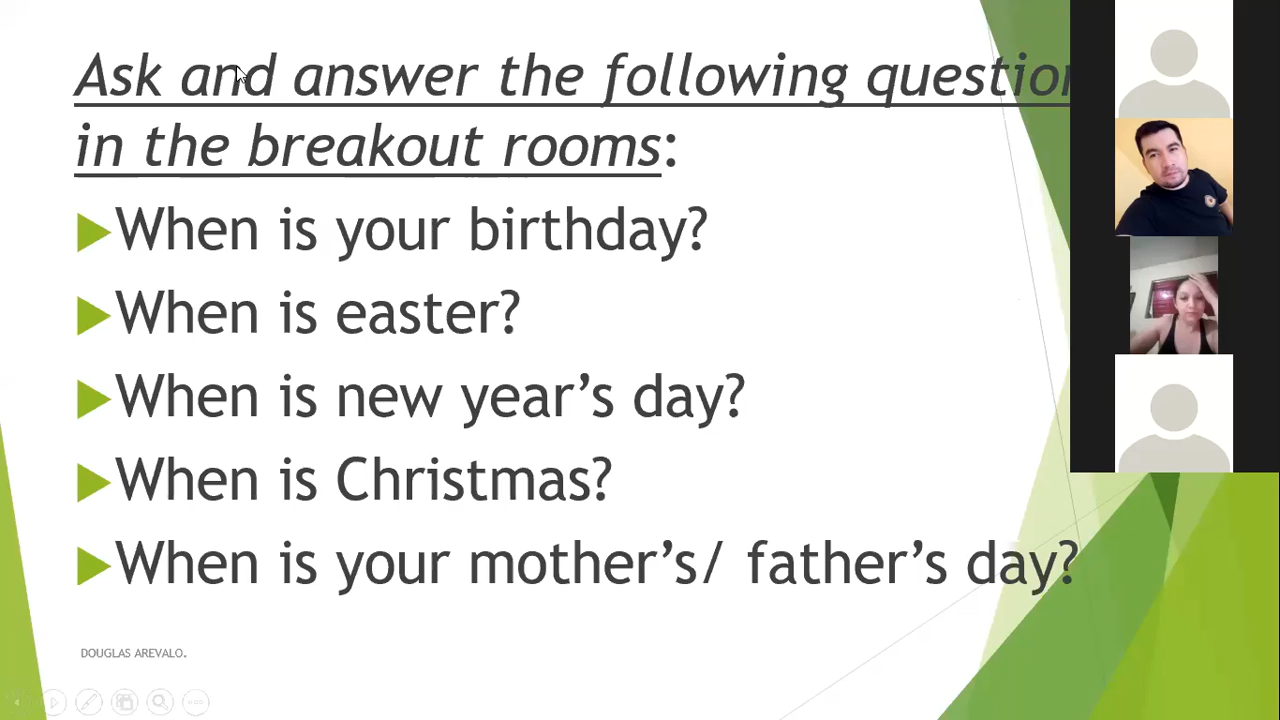 Ask and answer the following question
in the breakout rooms:
When is your birthday?
When is easter?
When is new year’s day?
When is Christmas?
When is your mother’s/ father’s day?
DOUGLAS AREVALO.